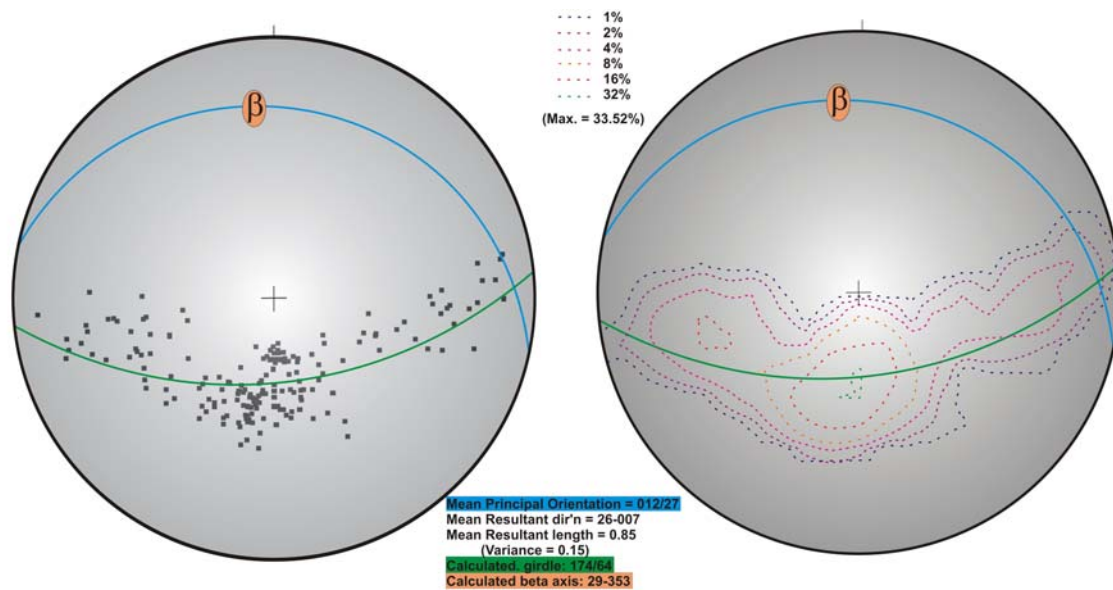 1%
2%
4%
8%
16%
32%
(Max. = 33.52%)
β
β
Mean Principal Orientation = 012/27
Mean Resultant dir'n = 26-007
Mean Resultant length = 0.85
(Variance = 0.15)
Calculated. girdle: 174/64
Calculated beta axis: 29-353